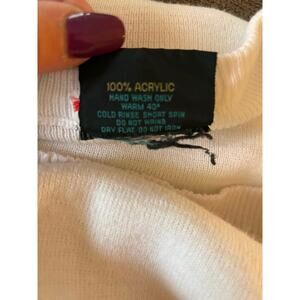 100% ACRYLIC
HAND WASH ONLY
WARM 40°
COLD RINSE SHORT SPIN
DO NOT WRING
DRY FLAT DO NOT IRON